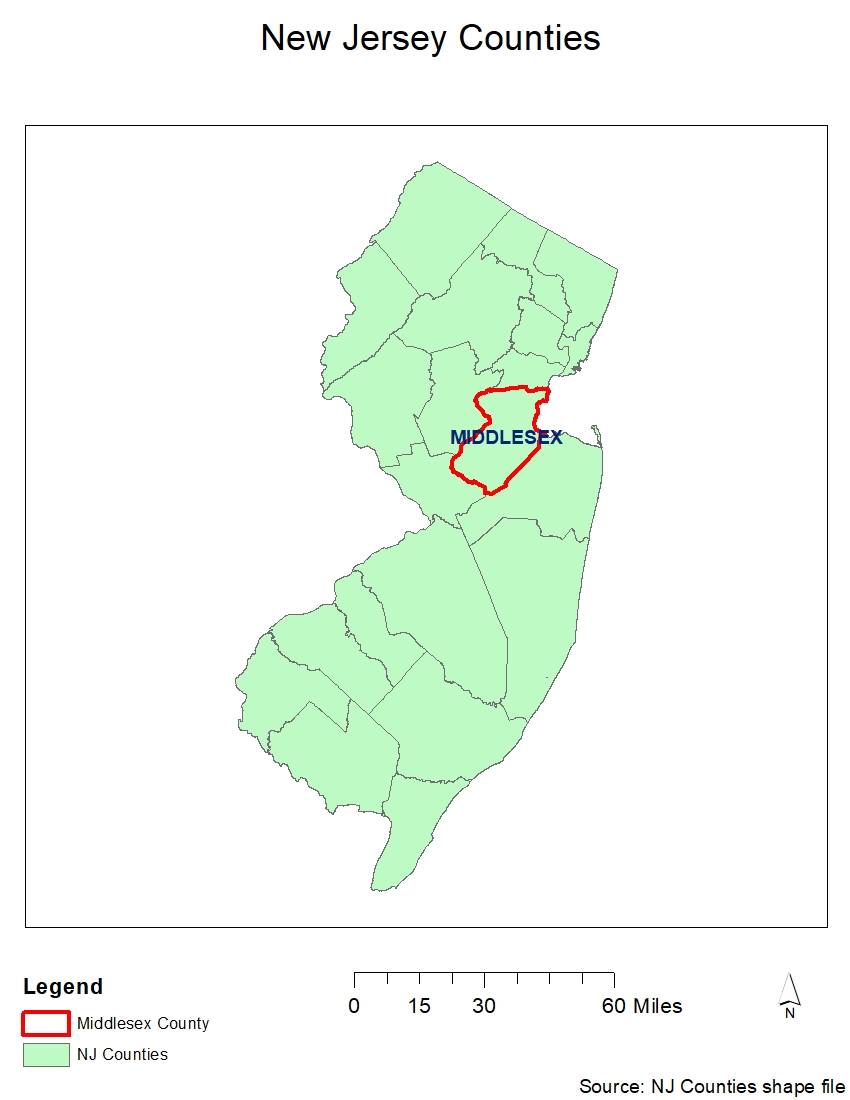 New Jersey Counties
MIDDLESEX
Legend
Middlesex County
NJ Counties
0 15 30 60 Miles
N
Source: NJ Counties shape file